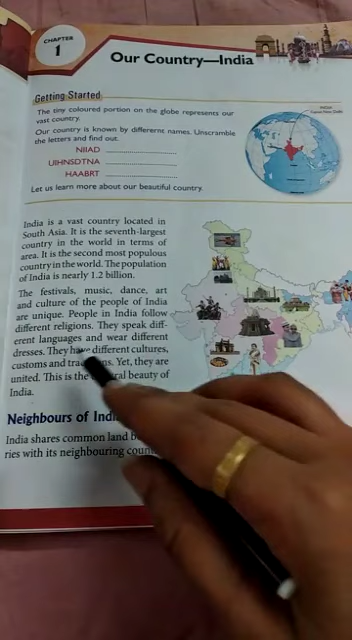 CHAPTER
1
Our Country—India
Getting Started
The tiny coloured portion on the globe represents our
vast country.
Our country is known by differernt names. Unscramble
the letters and find out.
NIIAD
UIHNSDTNA
HAABRT
Let us learn more about our beautiful country.
India is a vast country located in
South Asia. It is the seventh-largest
country in the world in terms of
area. It is the second most populous
country in the world. The population
of India is nearly 1.2 billion.
The festivals, music, dance, art
and culture of the people of India
are unique. People in India follow
different religions. They speak diff-
erent languages and wear different
dresses. They have different cultures,
customs and Yet, they are
united. This is the beauty of
India.
Neighbours of
India shares common land
ries with its neighbouring